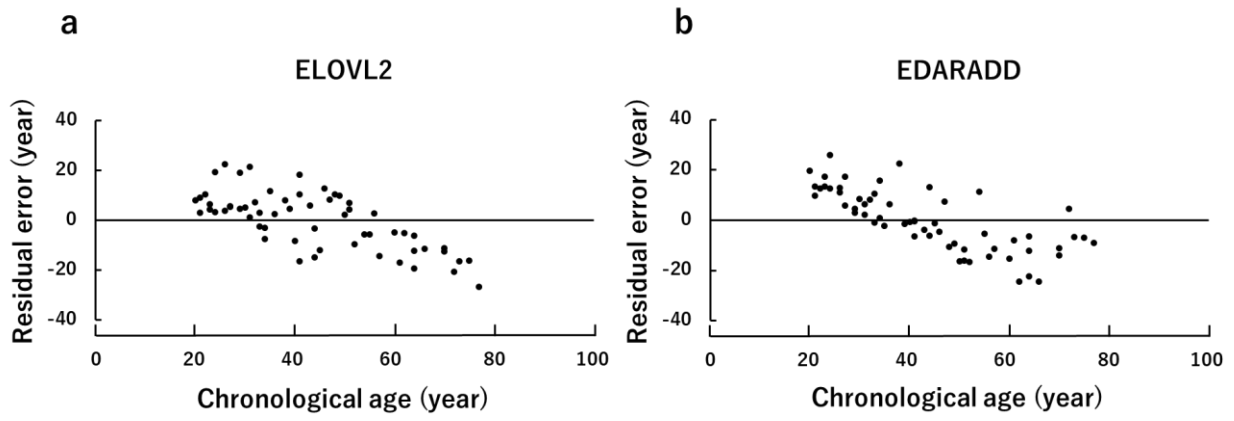 a
ELOVL2
Residual error (year)
40
20
0
-20
-40
0 20 40 60 80 100
Chronological age (year)
b
EDARADD
Residual error (year)
40
20
0
-20
-40
0 20 40 60 80 100
Chronological age (year)